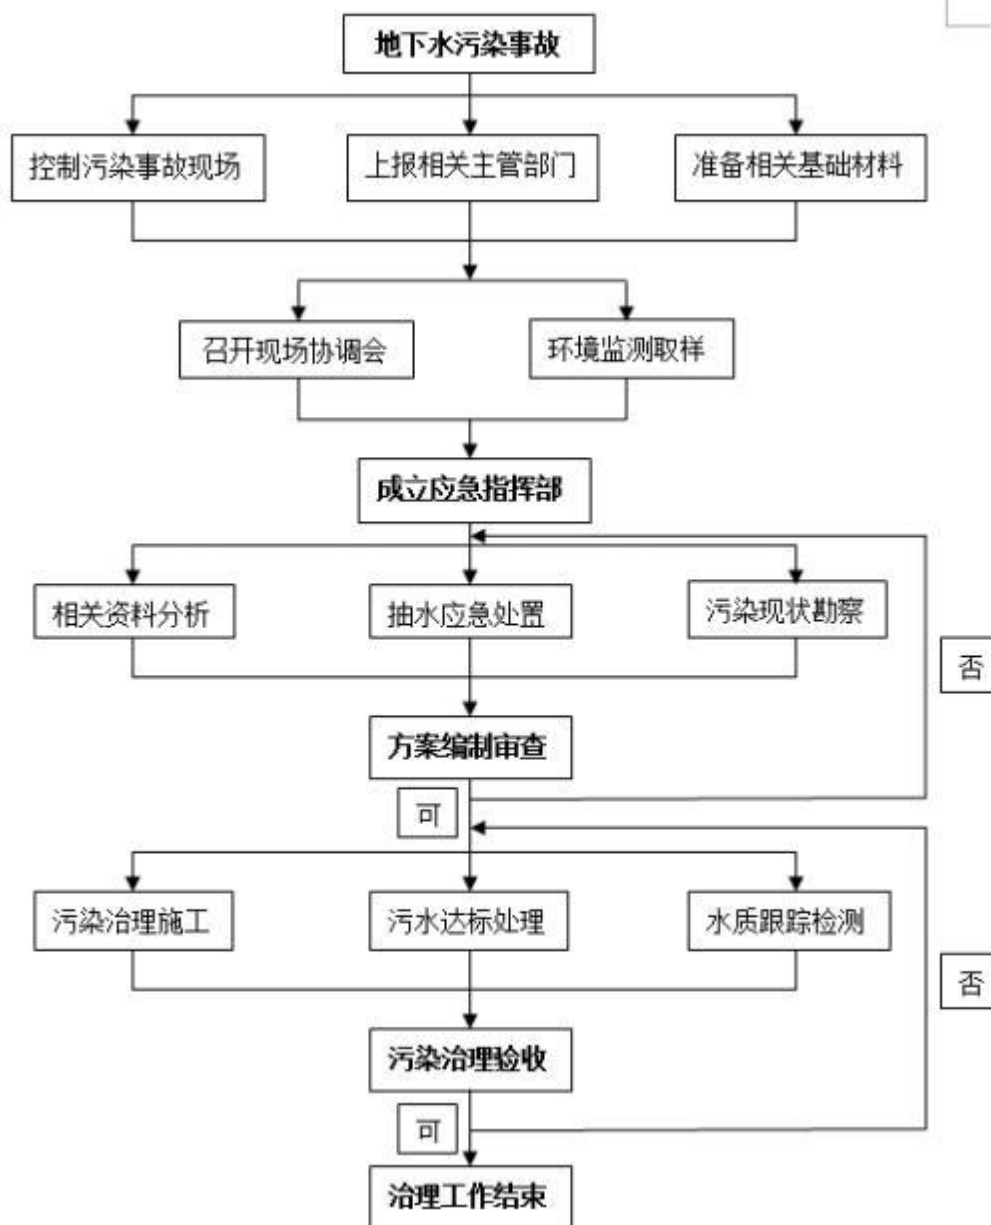 地下水污染事故
控制污染事故现场
上报相关主管部门
准备相关基础材料
召开现场协调会
环境监测取样
成立应急指挥部
相关资料分析
抽水应急处置
污染现状勘察
否
方案编制审查
可
污染治理施工
污水达标处理
水质跟踪检测
否
污染治理验收
可
治理工作结束